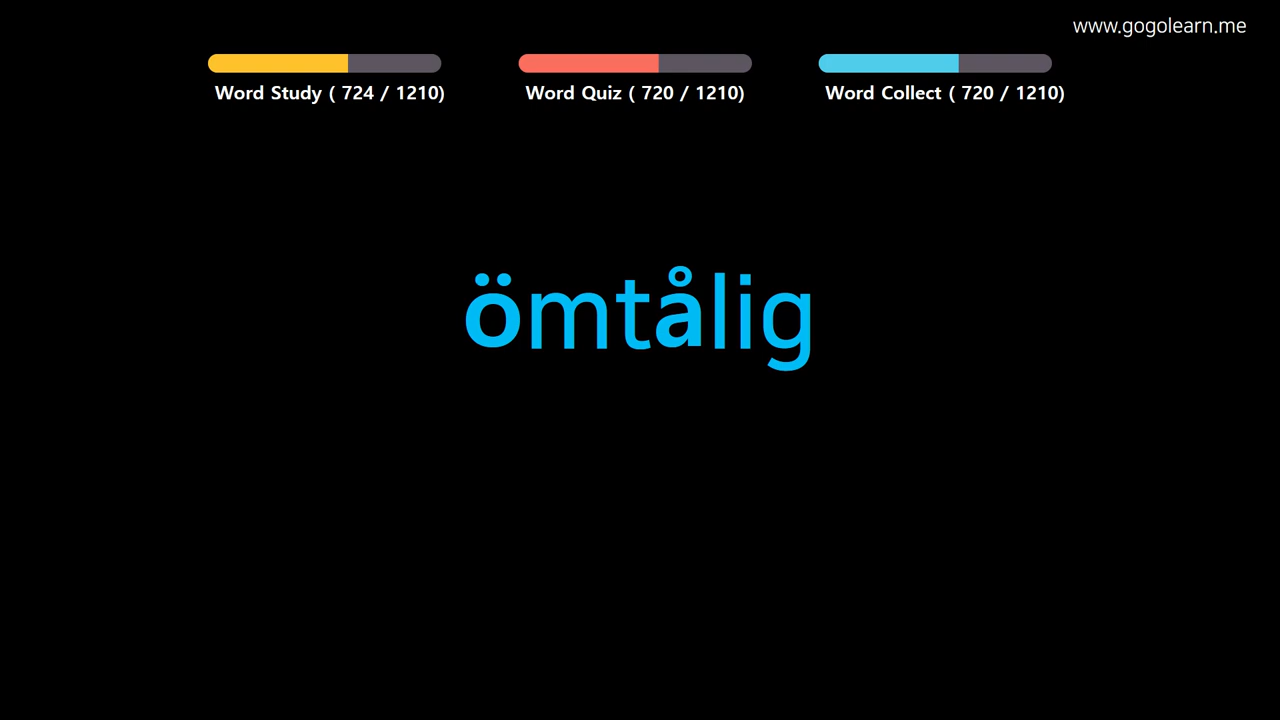 www.gogolearn.me
Word Study ( 724 / 1210)
Word Quiz ( 720 / 1210)
Word Collect ( 720 / 1210)
ömtålig